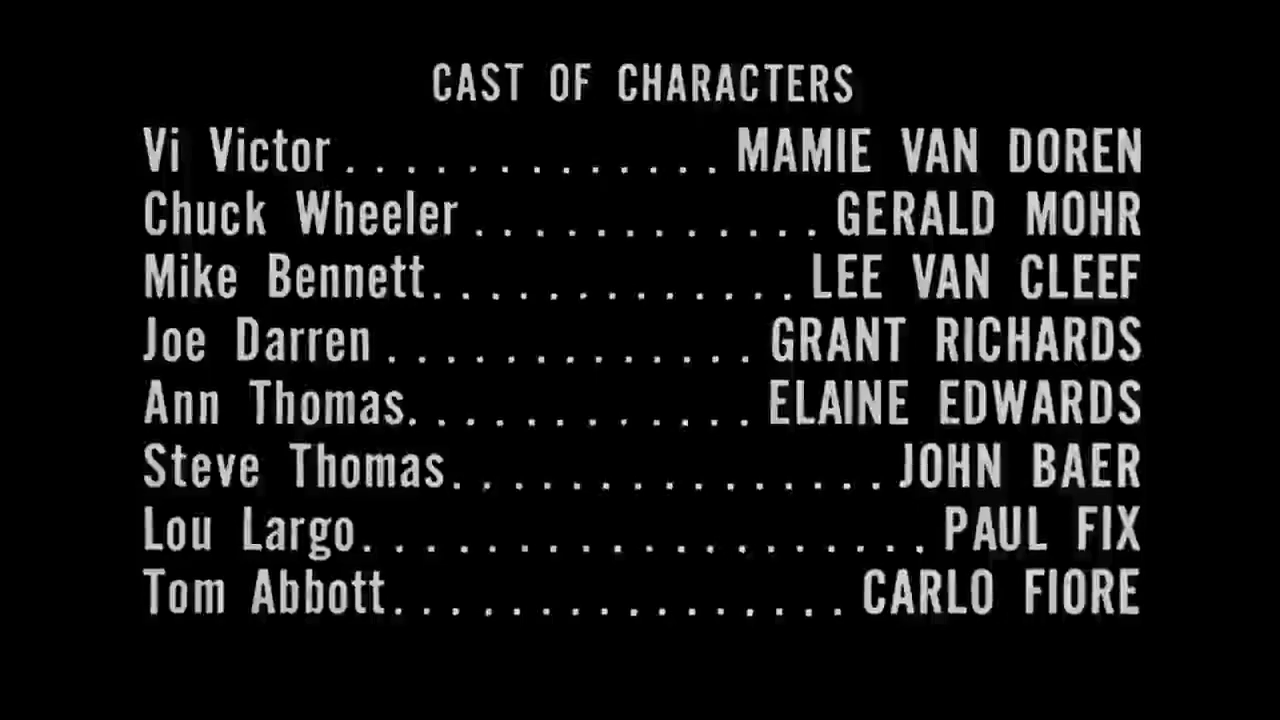 CAST OF CHARACTERS
Vi Victor . . . . . . . . . . . . . MAMIE VAN DOREN
Chuck Wheeler . . . . . . . . . . . . GERALD MOHR
Mike Bennett. . . . . . . . . . . . . LEE VAN CLEEF
Joe Darren . . . . . . . . . . . . . GRANT RICHARDS
Ann Thomas. . . . . . . . . . . . ELAINE EDWARDS
Steve Thomas. . . . . . . . . . . . . . . JOHN BAER
Lou Largo. . . . . . . . . . . . . . . . . . . PAUL FIX
Tom Abbott. . . . . . . . . . . . . . . . CARLO FIORE